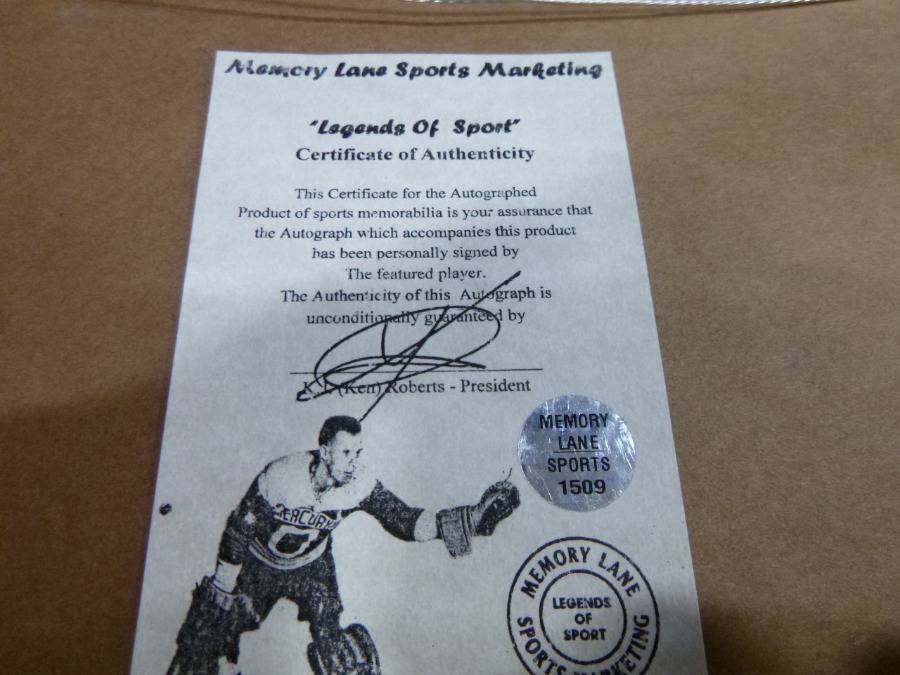 Memory Lane Sports Marketing
"Legends Of Sport"
Certificate of Authenticity
This Certificate for the Autographed
Product of sports memorabilia is your assurance that
the Autograph which accompanies this product
has been personally signed by
The featured player.
The Authenticity of this Autograph is
unconditionally guaranteed by
(Ken) Roberts - President
MEMORY
LANE
SPORTS
1509
MERCURYS
MEMORY LANE
SPORTS MARKETING
LEGENDS
OF
SPORT